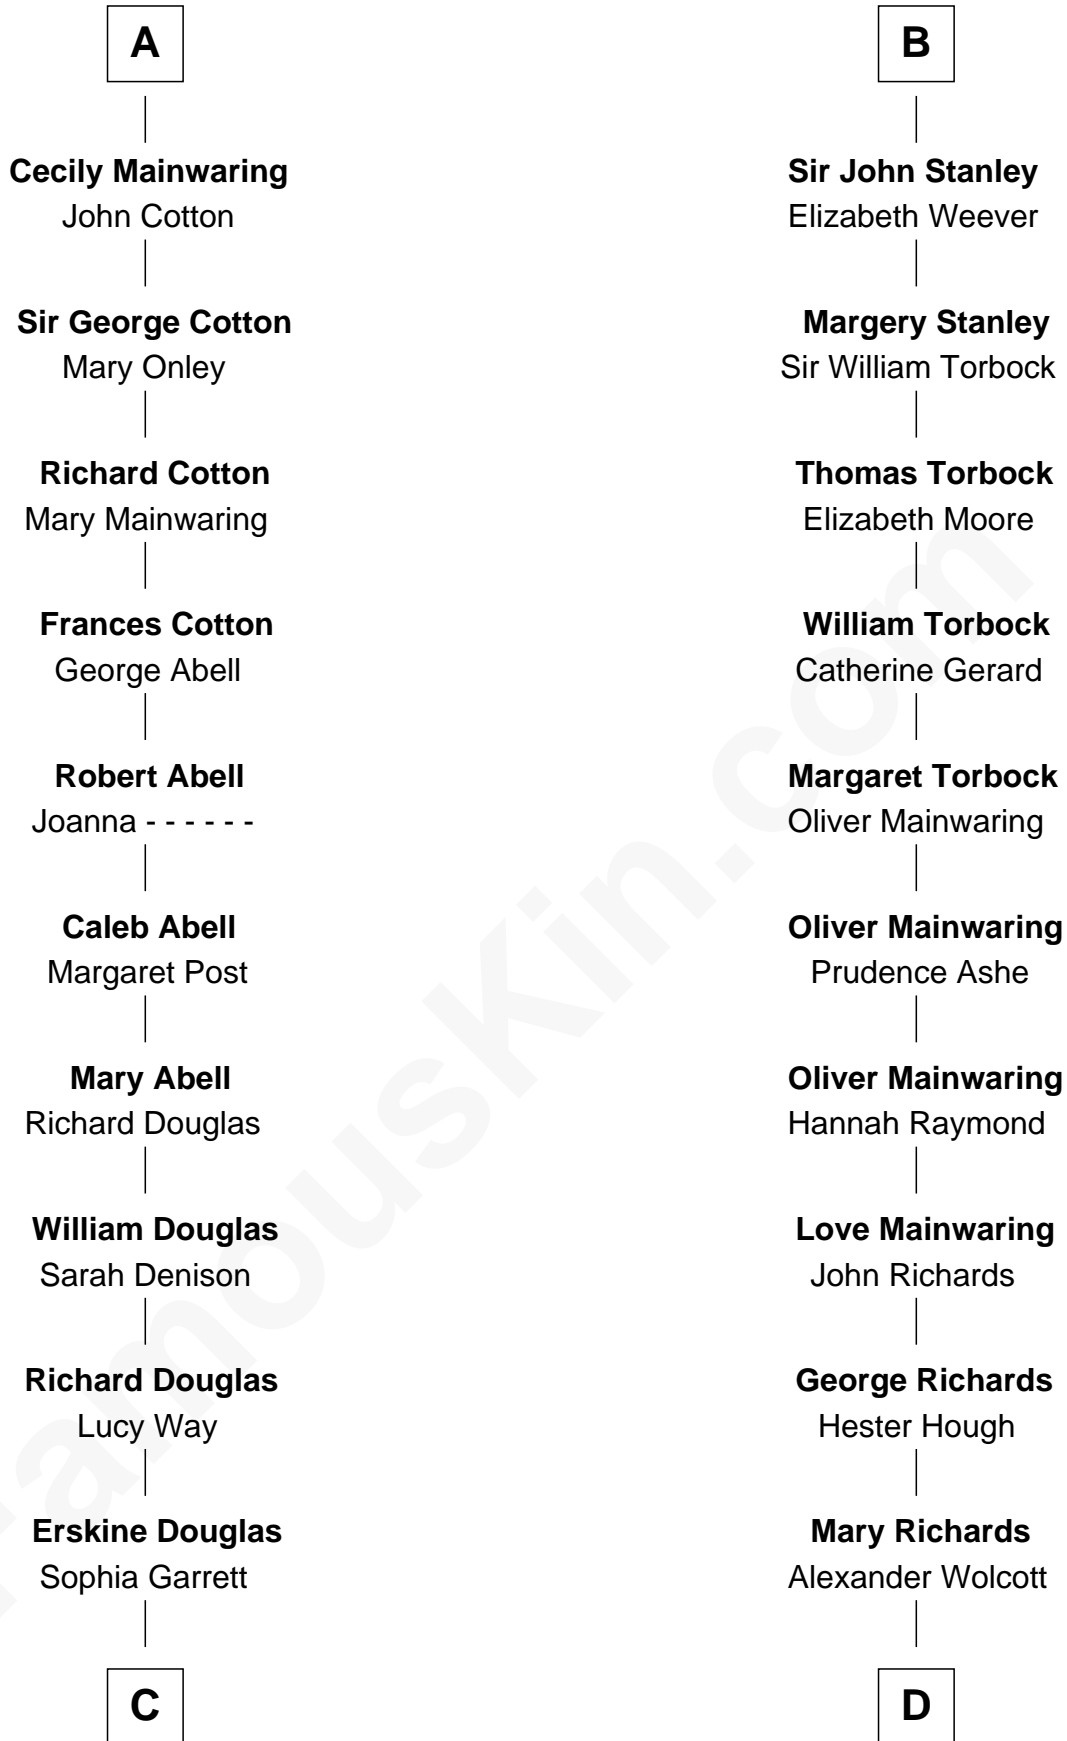 A
Cecily Mainwaring
John Cotton
Sir George Cotton
Mary Onley
Richard Cotton
Mary Mainwaring
Frances Cotton
George Abell
Robert Abell
Joanna - - - - - -
Caleb Abell
Margaret Post
Mary Abell
Richard Douglas
William Douglas
Sarah Denison
Richard Douglas
Lucy Way
Erskine Douglas
Sophia Garrett
C
B
Sir John Stanley
Elizabeth Weever
Margery Stanley
Sir William Torbock
Thomas Torbock
Elizabeth Moore
William Torbock
Catherine Gerard
Margaret Torbock
Oliver Mainwaring
Oliver Mainwaring
Prudence Ashe
Oliver Mainwaring
Hannah Raymond
Love Mainwaring
John Richards
George Richards
Hester Hough
Mary Richards
Alexander Wolcott
D
FamousKin.com